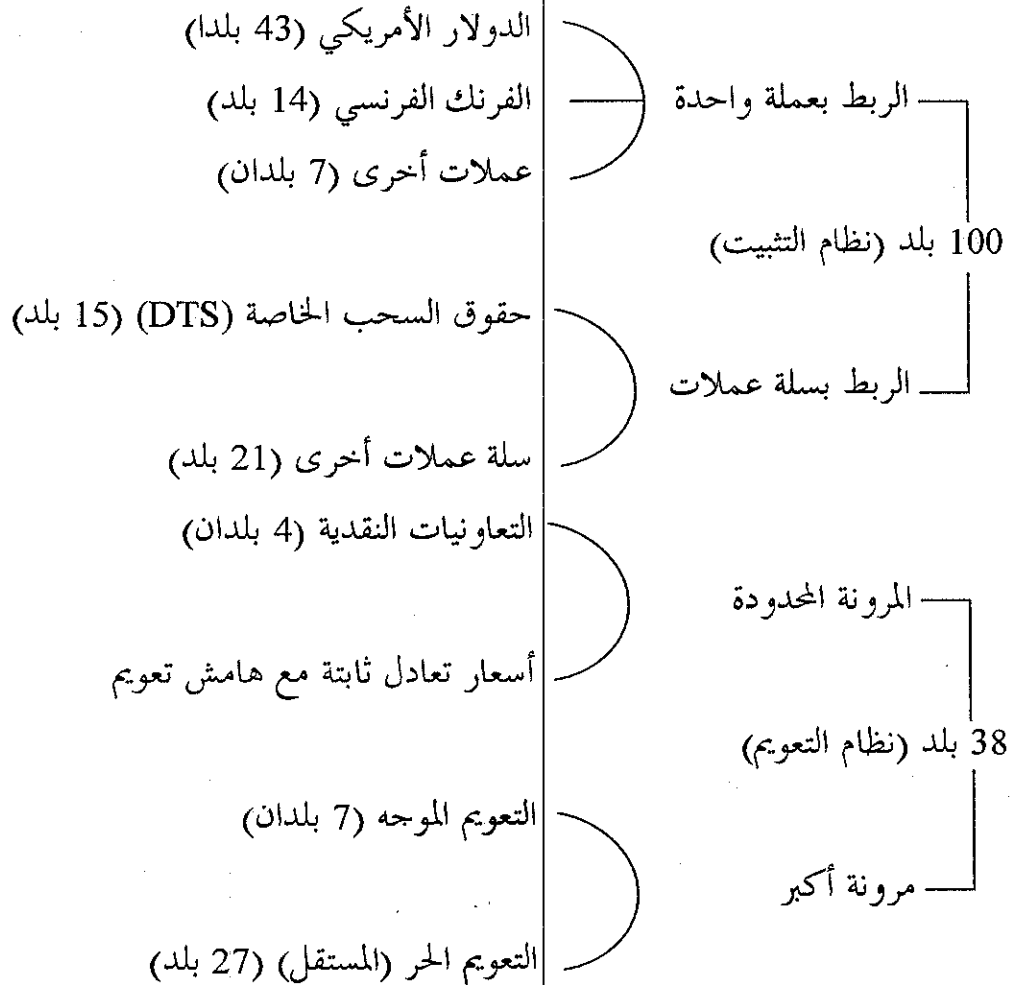 الدولار الأمريكي (43 بلدا)
الربط بعملة واحدة
الفرنك الفرنسي (14 بلد)
عملات أخرى (7 بلدان)
100 بلد (نظام التثبيت)
حقوق السحب الخاصة (DTS) (15 بلد)
الربط بسلة عملات
سلة عملات أخرى (21 بلد)
التعاونيات النقدية (4 بلدان)
المرونة المحدودة
أسعار تعادل ثابتة مع هامش تعويم
38 بلد (نظام التعويم)
التعويم الموجه (7 بلدان)
مرونة أكبر
التعويم الحر (المستقل) (27 بلد)